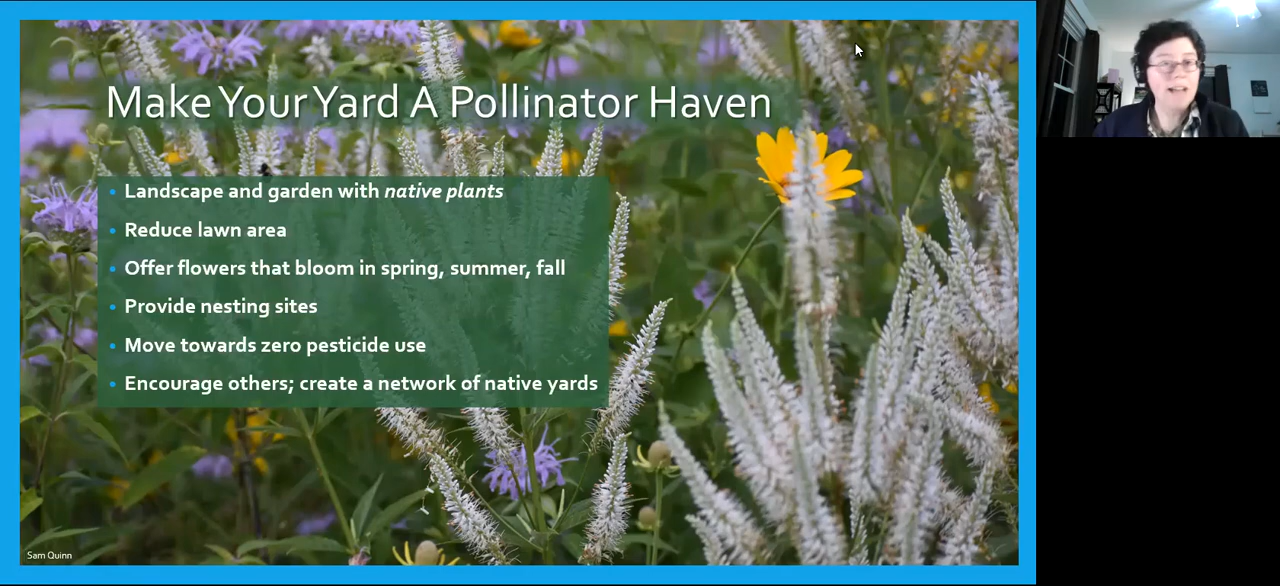 Make Your Yard A Pollinator Haven
Landscape and garden with native plants
Reduce lawn area
Offer flowers that bloom in spring, summer, fall
Provide nesting sites
Move towards zero pesticide use
Encourage others; create a network of native yards
Sam Quinn